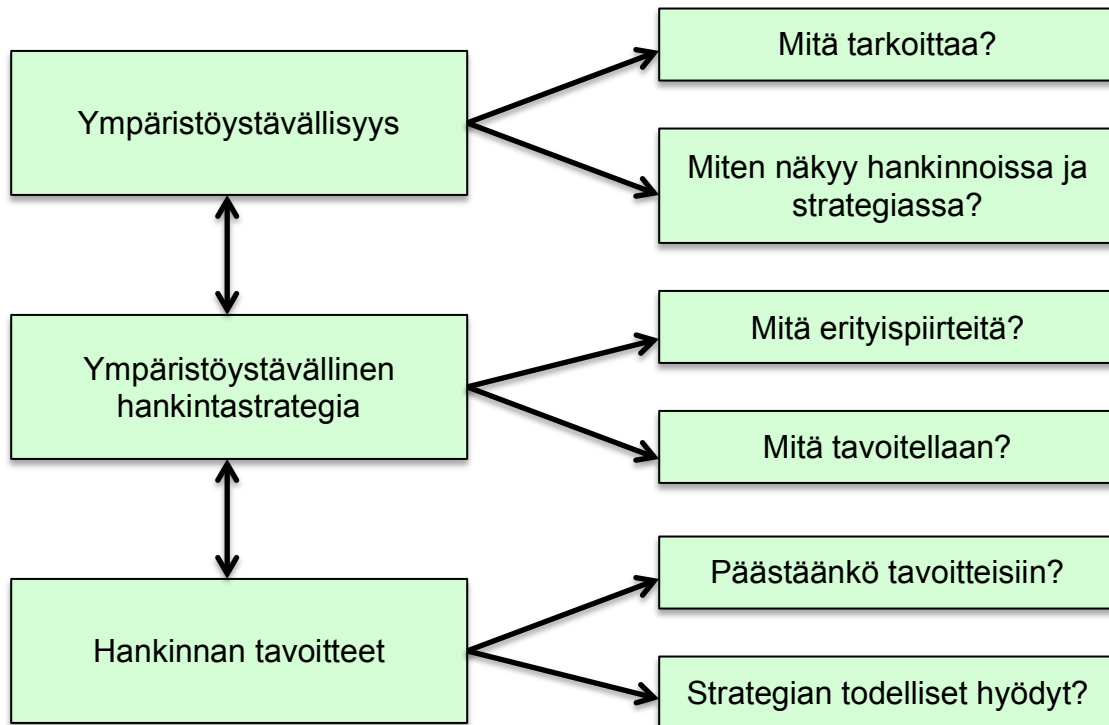 Ympäristöystävällisyys
Mitä tarkoittaa?
Miten näkyy hankinnoissa ja
strategiassa?
Ympäristöystävällinen
hankintastrategia
Mitä erityispiirteitä?
Mitä tavoitellaan?
Hankinnan tavoitteet
Päästäänkö tavoitteisiin?
Strategian todelliset hyödyt?